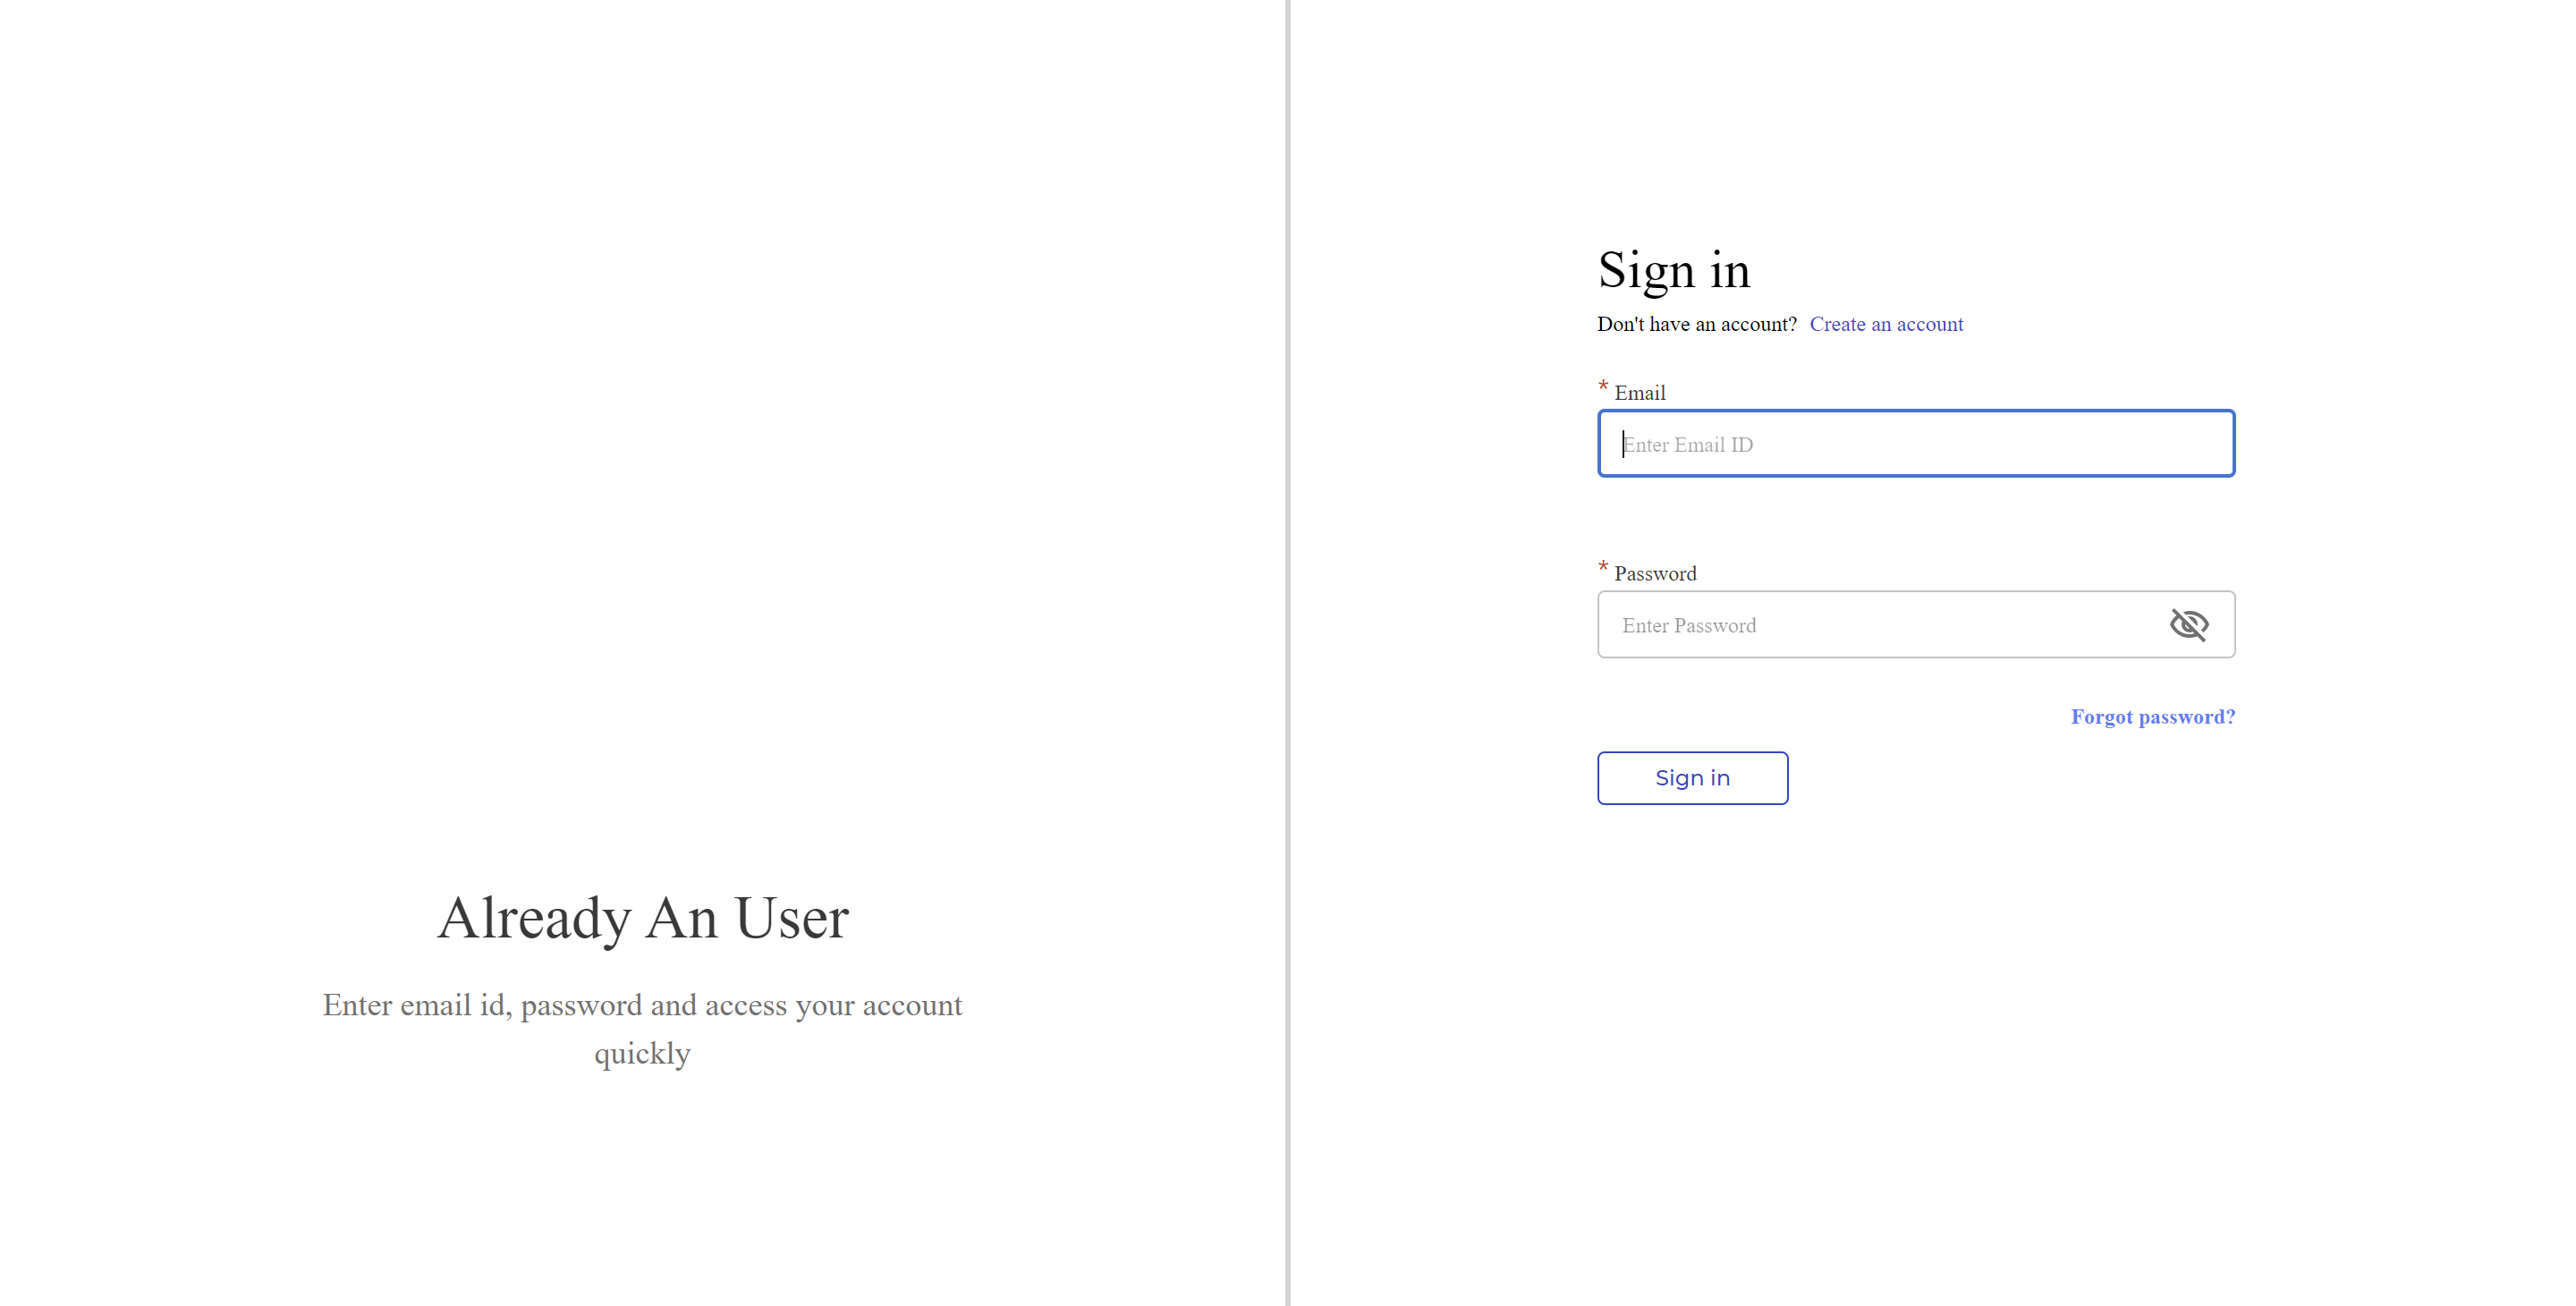 Already An User
Enter email id, password and access your account
quickly
Sign in
Don't have an account? Create an account
* Email
Enter Email ID
* Password
Enter Password
Forgot password?
Sign in